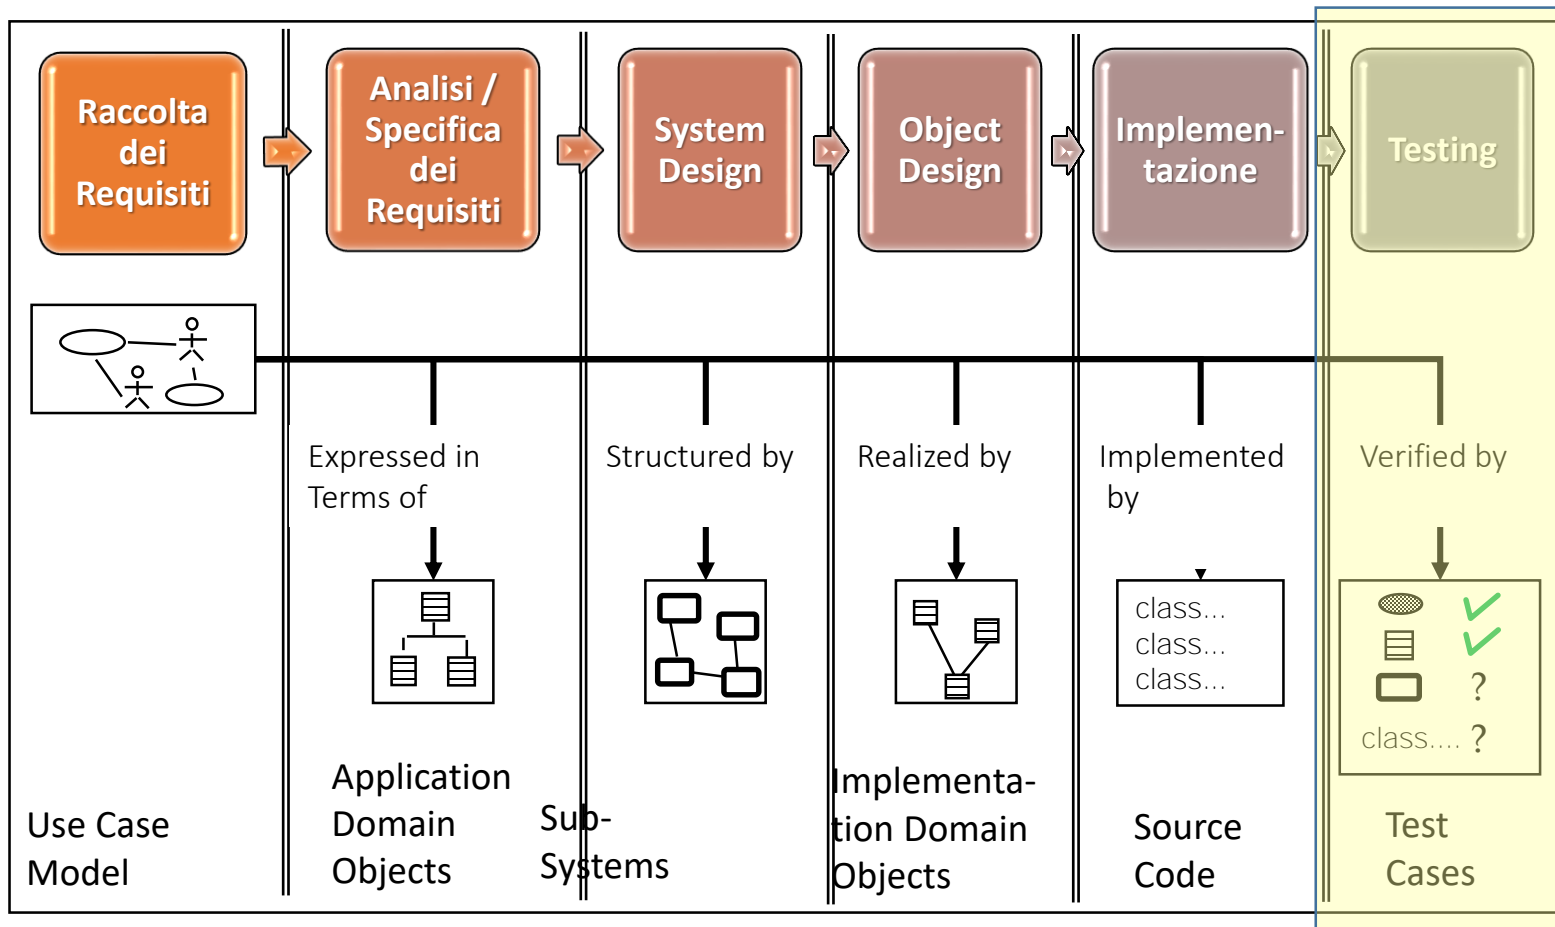 Raccolta
dei
Requisiti
Analisi /
Specifica
dei
Requisiti
System
Design
Object
Design
Implemen-
tazione
Testing
Expressed in
Terms of
Structured by
Realized by
Implemented
by
Verified by
class...
class...
class...
?
class.... ?
Use Case
Model
Application
Domain
Objects
Sub-
Systems
Implementa-
tion Domain
Objects
Source
Code
Test
Cases